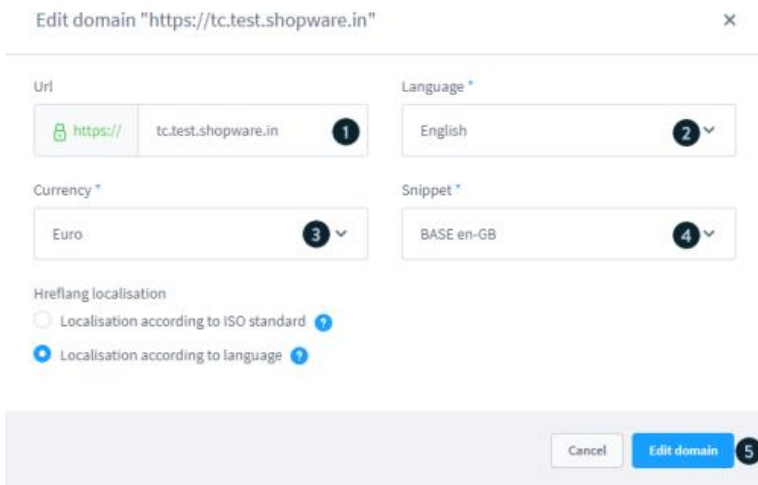 Edit domain "https://tc.test.shopware.in"
Url
https:// tc.test.shopware.in 1
Language *
English 2
Currency *
Euro 3
Snippet *
BASE en-GB 4
Hreflang localisation
Localisation according to ISO standard ?
Localisation according to language ?
Cancel Edit domain 5